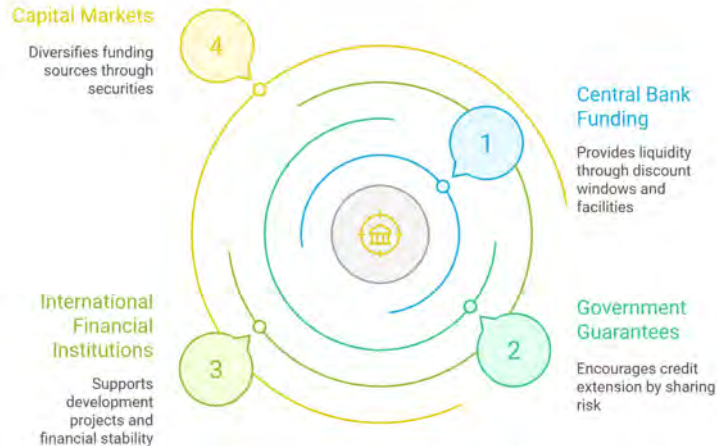 Capital Markets
4
Diversifies funding
sources through
securities
Central Bank
Funding
1
Provides liquidity
through discount
windows and
facilities
International
Financial
Institutions
3
Supports
development
projects and
financial stability
Government
Guarantees
2
Encourages credit
extension by sharing
risk